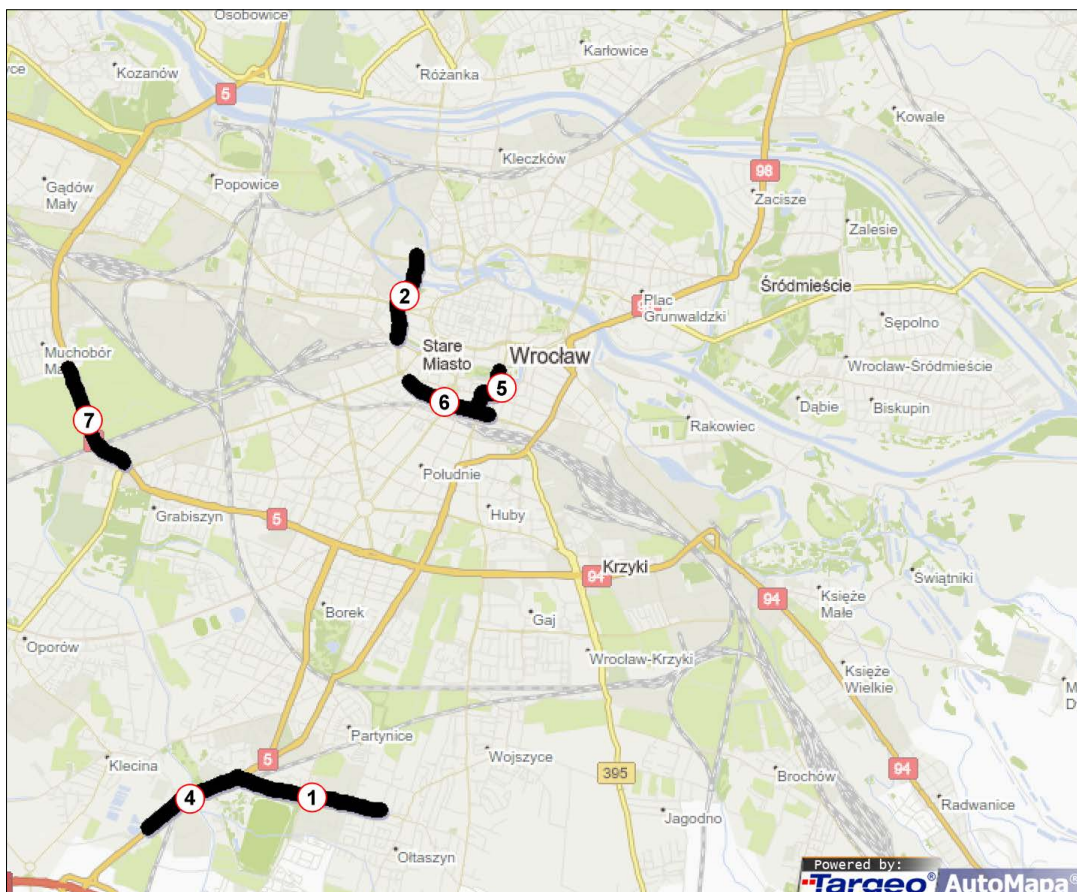 Osobowice
Karłowice
yce
Kozanów
Różanka
5
Kowale
Kleczków
98
Gądów
Mały
Popowice
Zacisze
Zalesie
2
Plac
Grunwaldzki
Śródmieście
Sępolno
Muchobór
Stare
Miasto
Wrocław
Wrocław-Śródmieście
5
6
Dąbie
Biskupin
7
Rakowiec
Południe
Grabiszyn
5
Huby
Krzyki
94
94
Świątniki
Księże
Małe
Borek
Gaj
Oporów
Wrocław-Krzyki
Księże
Wielkie
Partynice
Klecina
5
Wojszyce
395
Brochów
94
4
1
Radwanice
Jagodno
Ołtaszyn
Powered by:
Targeo® AutoMapa®